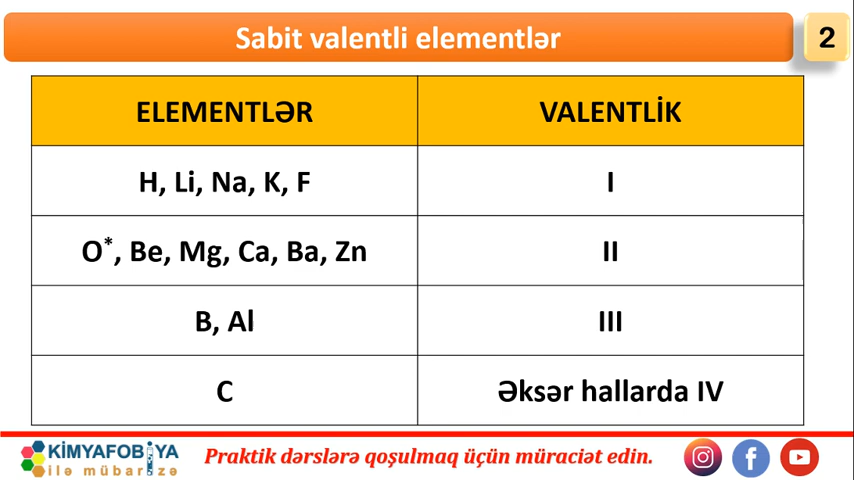 Sabit valentli elementlər
2
ELEMENTLƏR VALENTLİK
H, Li, Na, K, F I
O*, Be, Mg, Ca, Ba, Zn II
B, Al III
C Əksər hallarda IV
KİMYAFOBİYA
ilə mübarizə
Praktik dərslərə qoşulmaq üçün müraciət edin.